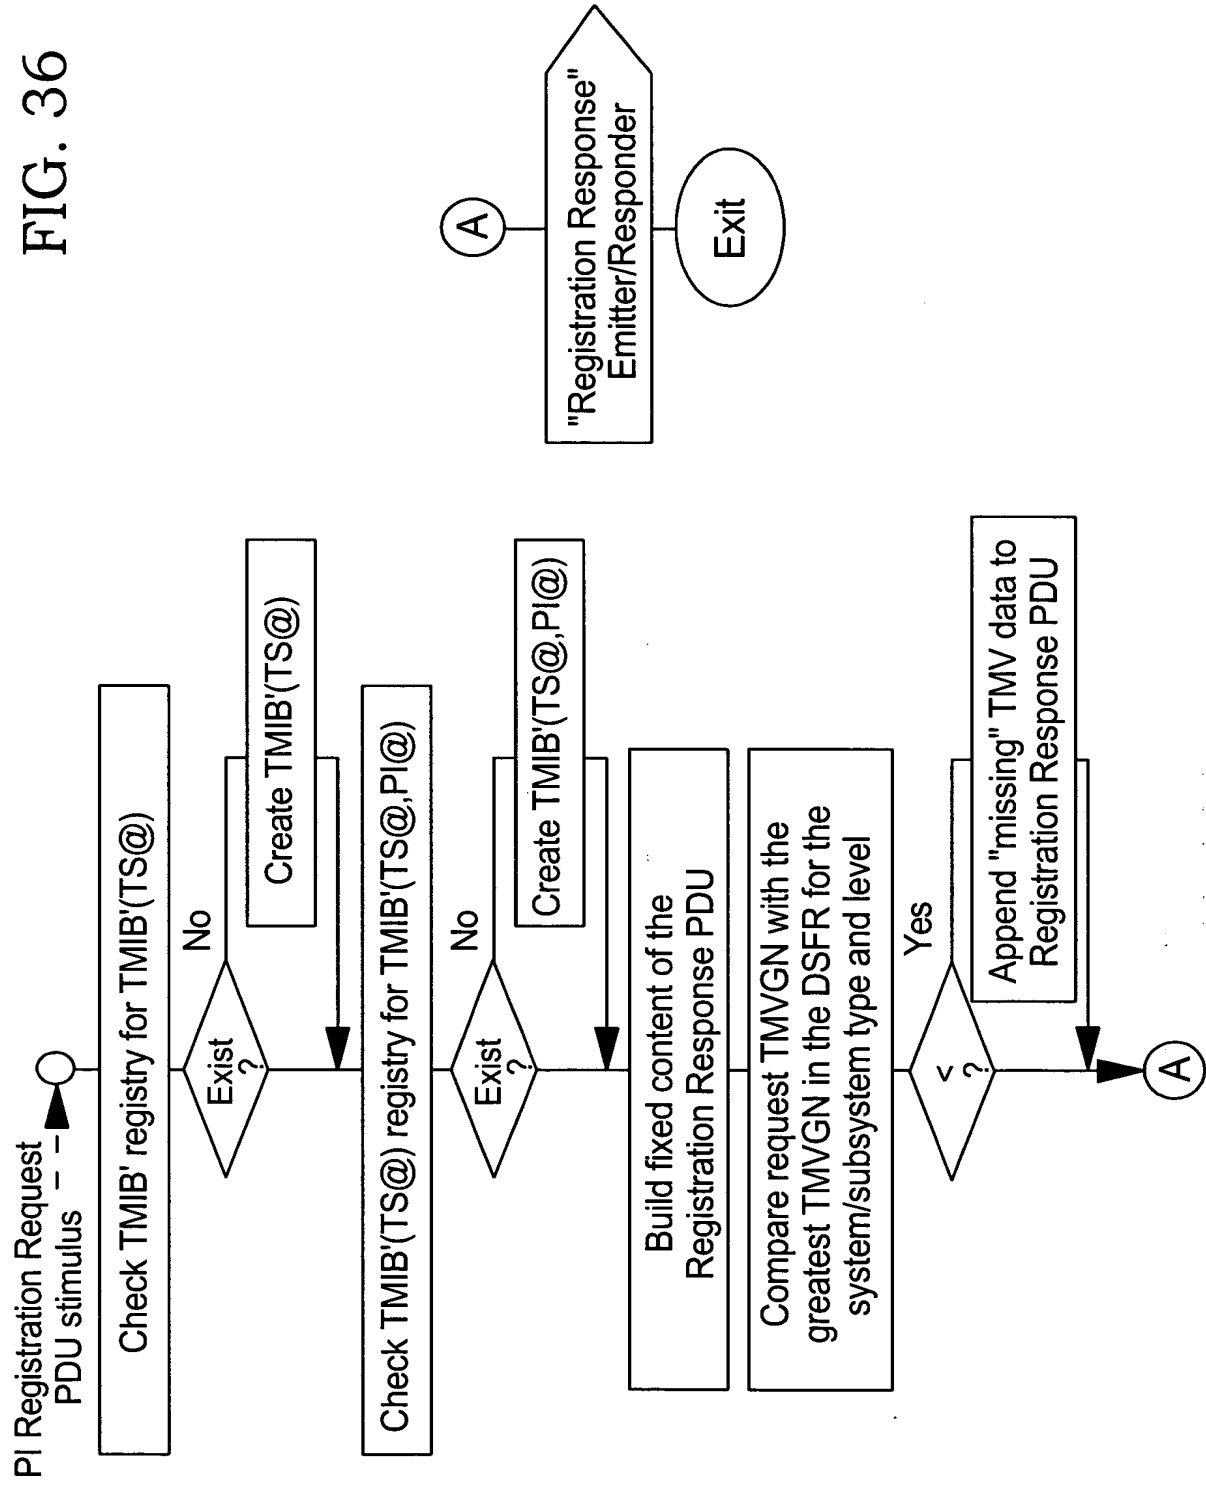 FIG. 36
PI Registration Request
PDU stimulus
Check TMIB' registry for TMIB'(TS@)
Exist
?
No
Create TMIB'(TS@)
Check TMIB'(TS@) registry for TMIB'(TS@,PI@)
Exist
?
No
Create TMIB'(TS@,PI@)
Build fixed content of the
Registration Response PDU
Compare request TMVGN with the
greatest TMVGN in the DSFR for the
system/subsystem type and level
<
?
Yes
Append "missing" TMV data to
Registration Response PDU
A
A
"Registration Response"
Emitter/Responder
Exit